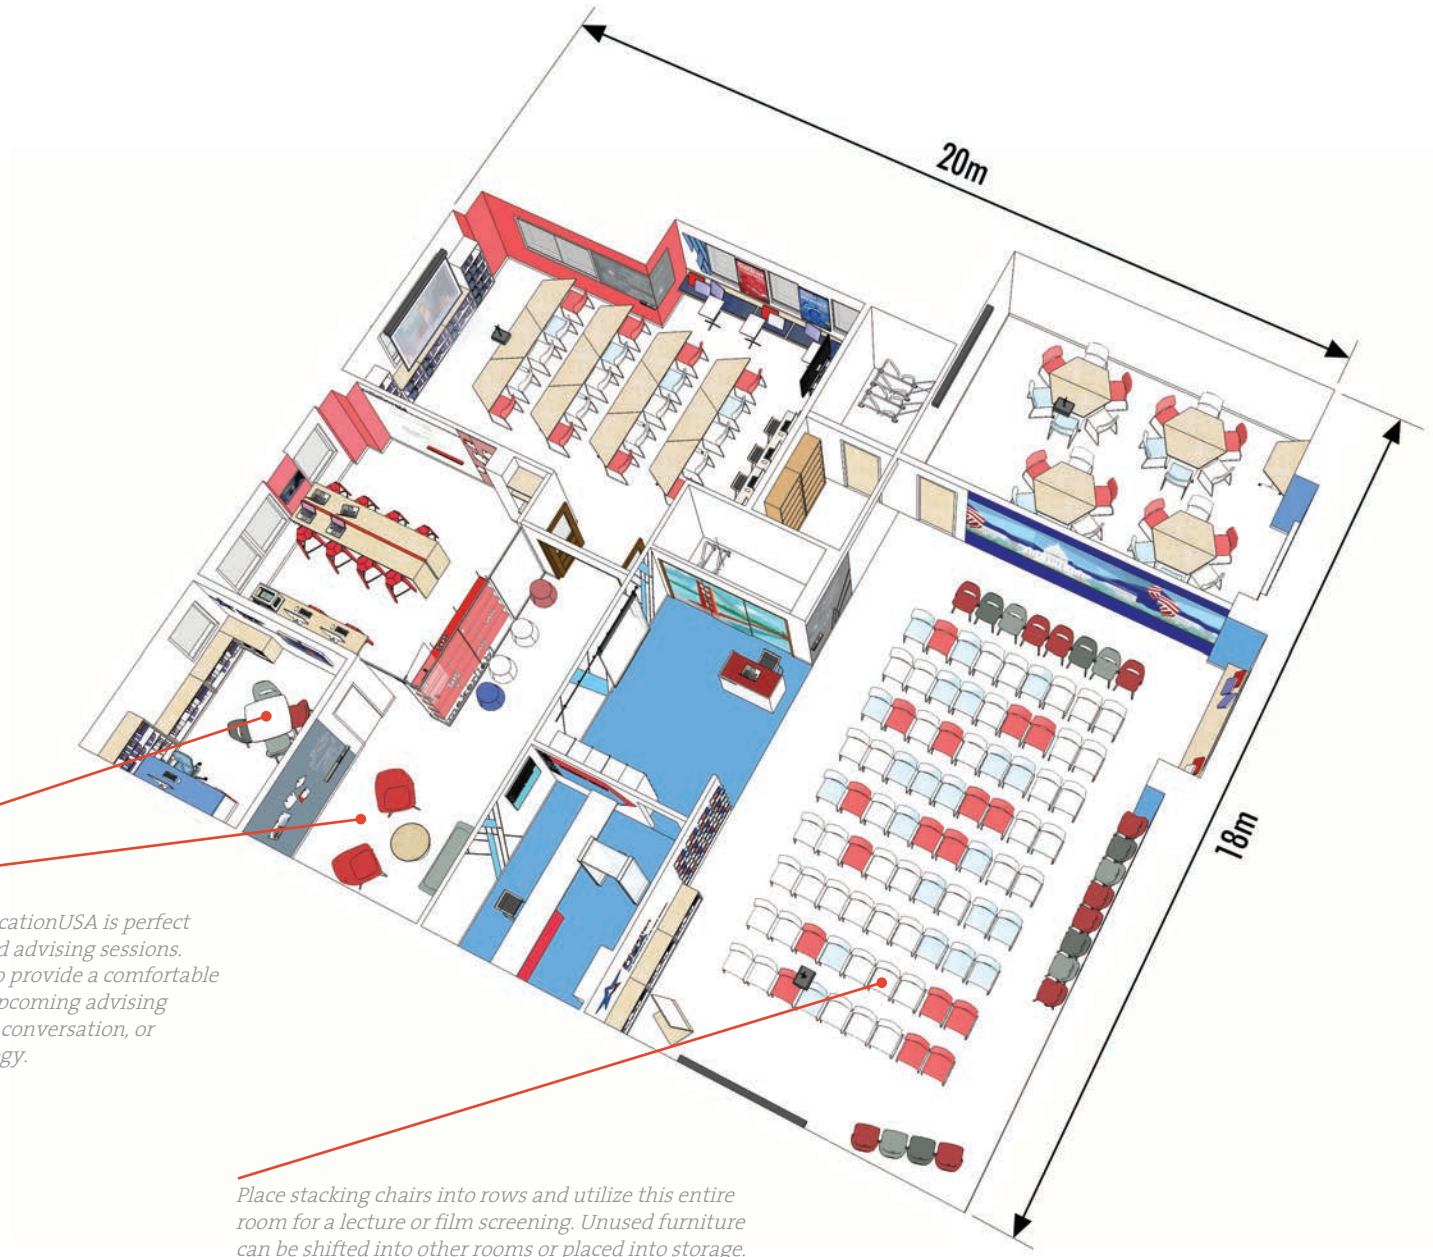 20m
18m
cationUSA is perfect
d advising sessions.
o provide a comfortable
pcoming advising
conversation, or
gy.
Place stacking chairs into rows and utilize this entire
room for a lecture or film screening. Unused furniture
can be shifted into other rooms or placed into storage.